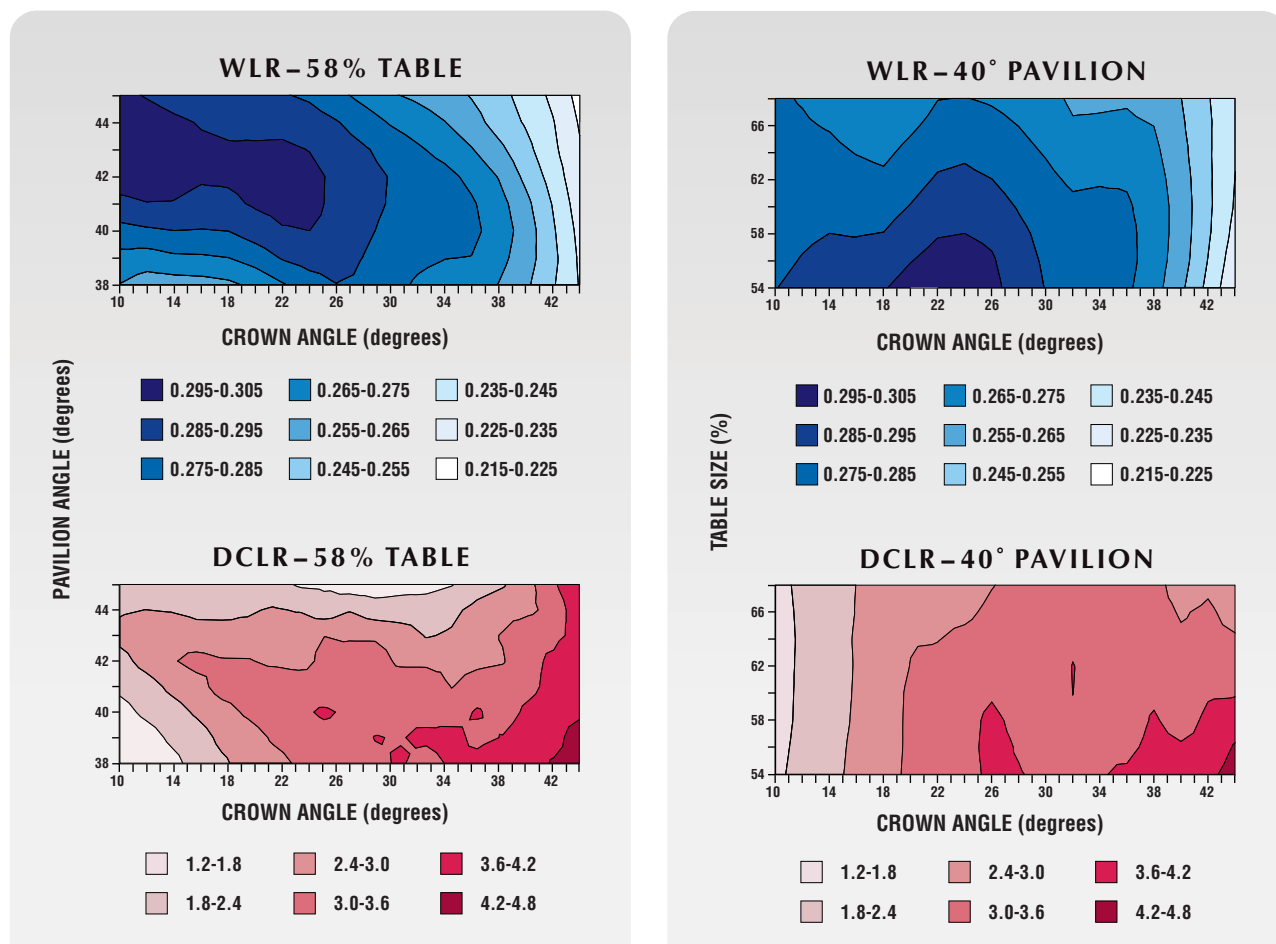 WLR – 58% TABLE
44
42
40
38
10 14 18 22 26 30 34 38 42
CROWN ANGLE (degrees)
PAVILION ANGLE (degrees)
0.295-0.305 0.265-0.275 0.235-0.245
0.285-0.295 0.255-0.265 0.225-0.235
0.275-0.285 0.245-0.255 0.215-0.225
DCLR – 58% TABLE
44
42
40
38
10 14 18 22 26 30 34 38 42
CROWN ANGLE (degrees)
1.2-1.8 2.4-3.0 3.6-4.2
1.8-2.4 3.0-3.6 4.2-4.8
WLR – 40° PAVILION
66
62
58
54
10 14 18 22 26 30 34 38 42
CROWN ANGLE (degrees)
TABLE SIZE (%)
0.295-0.305 0.265-0.275 0.235-0.245
0.285-0.295 0.255-0.265 0.225-0.235
0.275-0.285 0.245-0.255 0.215-0.225
DCLR – 40° PAVILION
66
62
58
54
10 14 18 22 26 30 34 38 42
CROWN ANGLE (degrees)
1.2-1.8 2.4-3.0 3.6-4.2
1.8-2.4 3.0-3.6 4.2-4.8